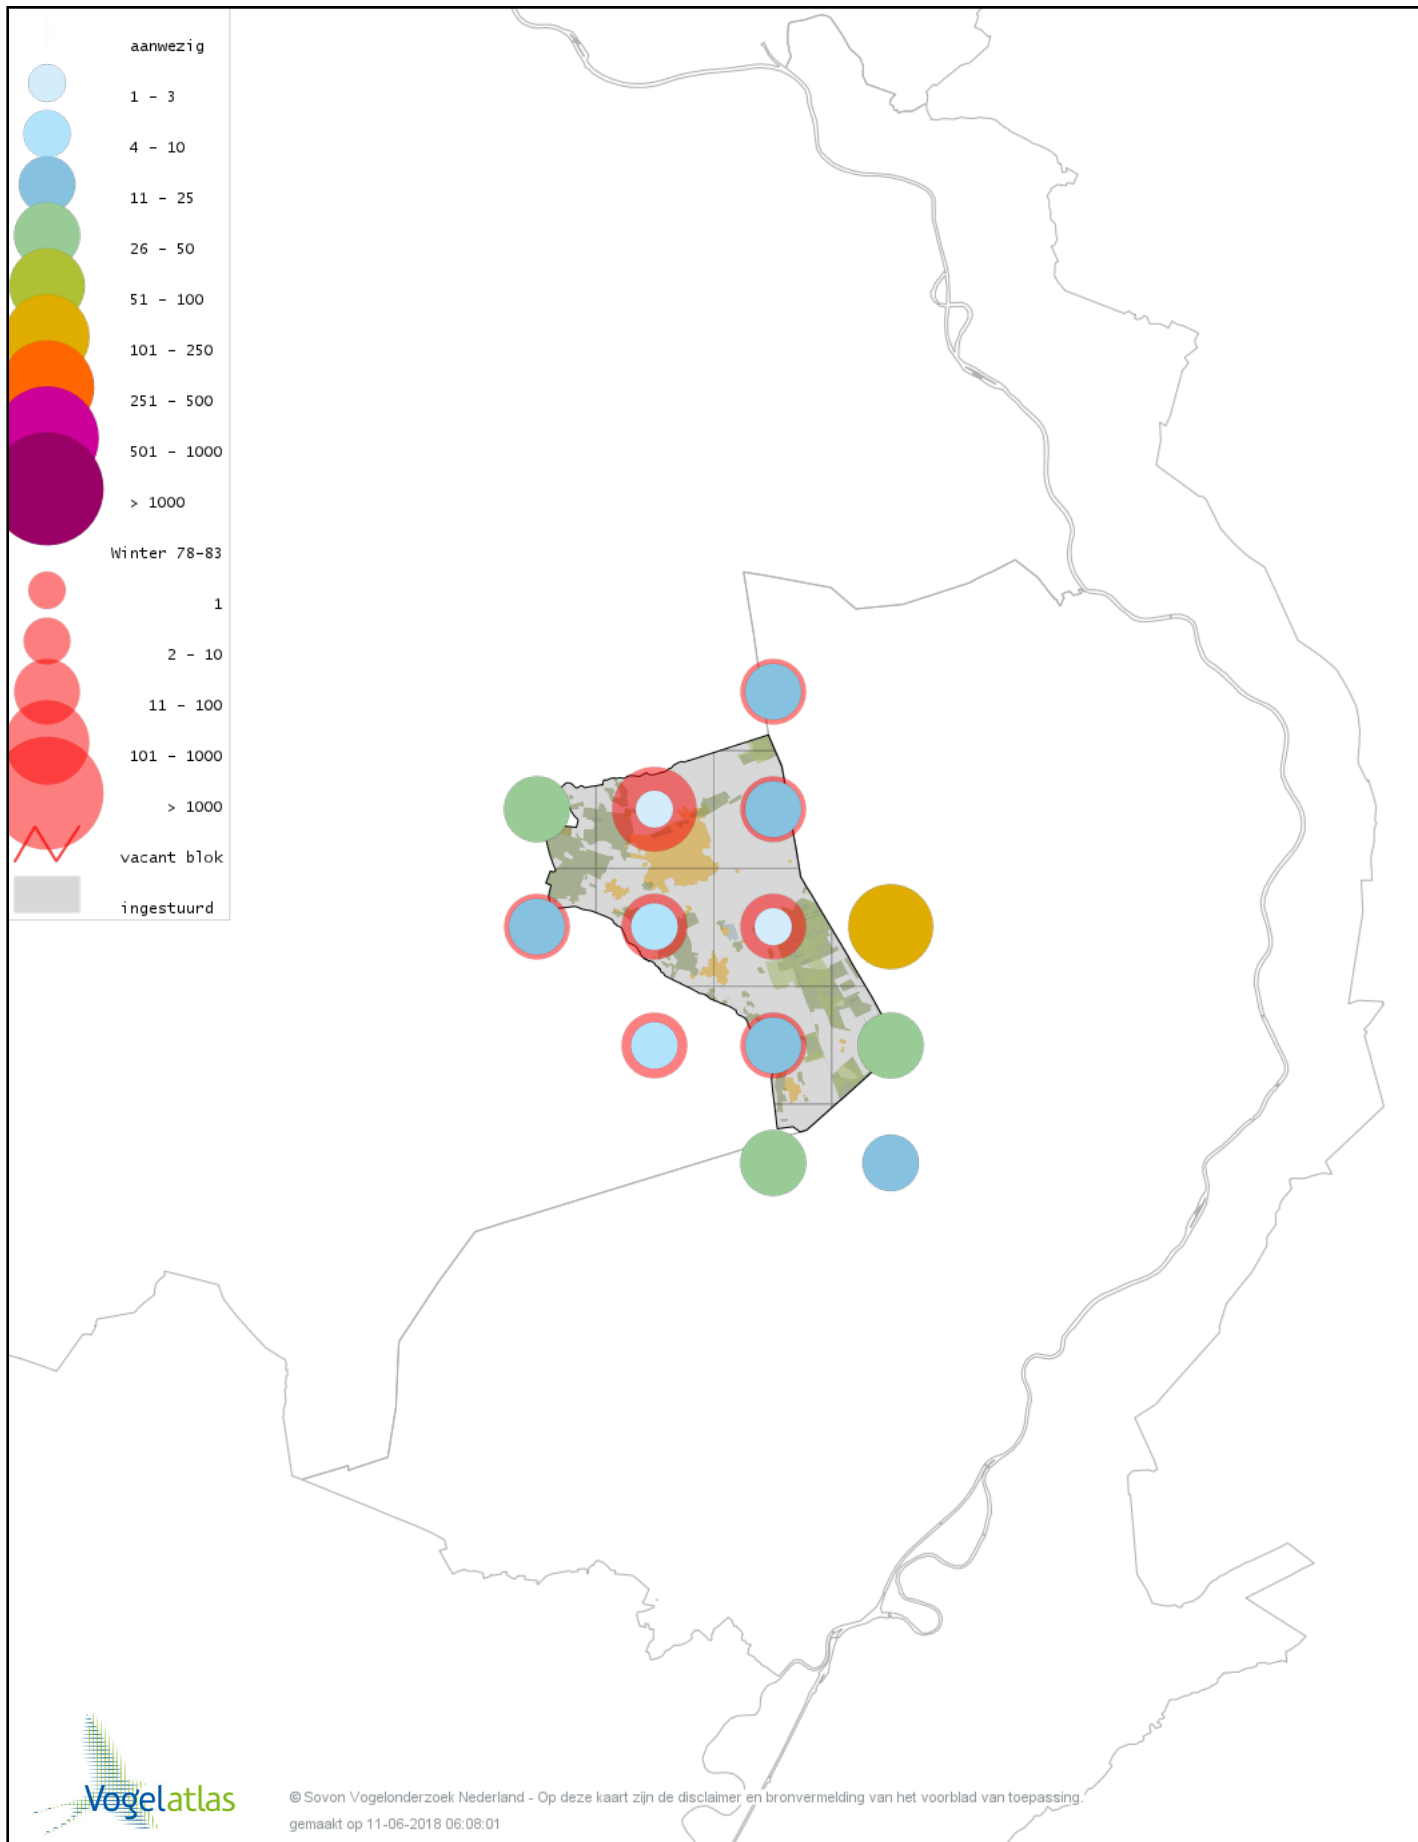 aanwezig
1 - 3
4 - 10
11 - 25
26 - 50
51 - 100
101 - 250
251 - 500
501 - 1000
> 1000
Winter 78-83
1
2 - 10
11 - 100
101 - 1000
> 1000
vacant blok
ingestuurd
Vogelatlas
© Sovon Vogelonderzoek Nederland - Op deze kaart zijn de disclaimer en bronvermelding van het voorblad van toepassing.
gemaakt op 11-06-2018 06:08:01